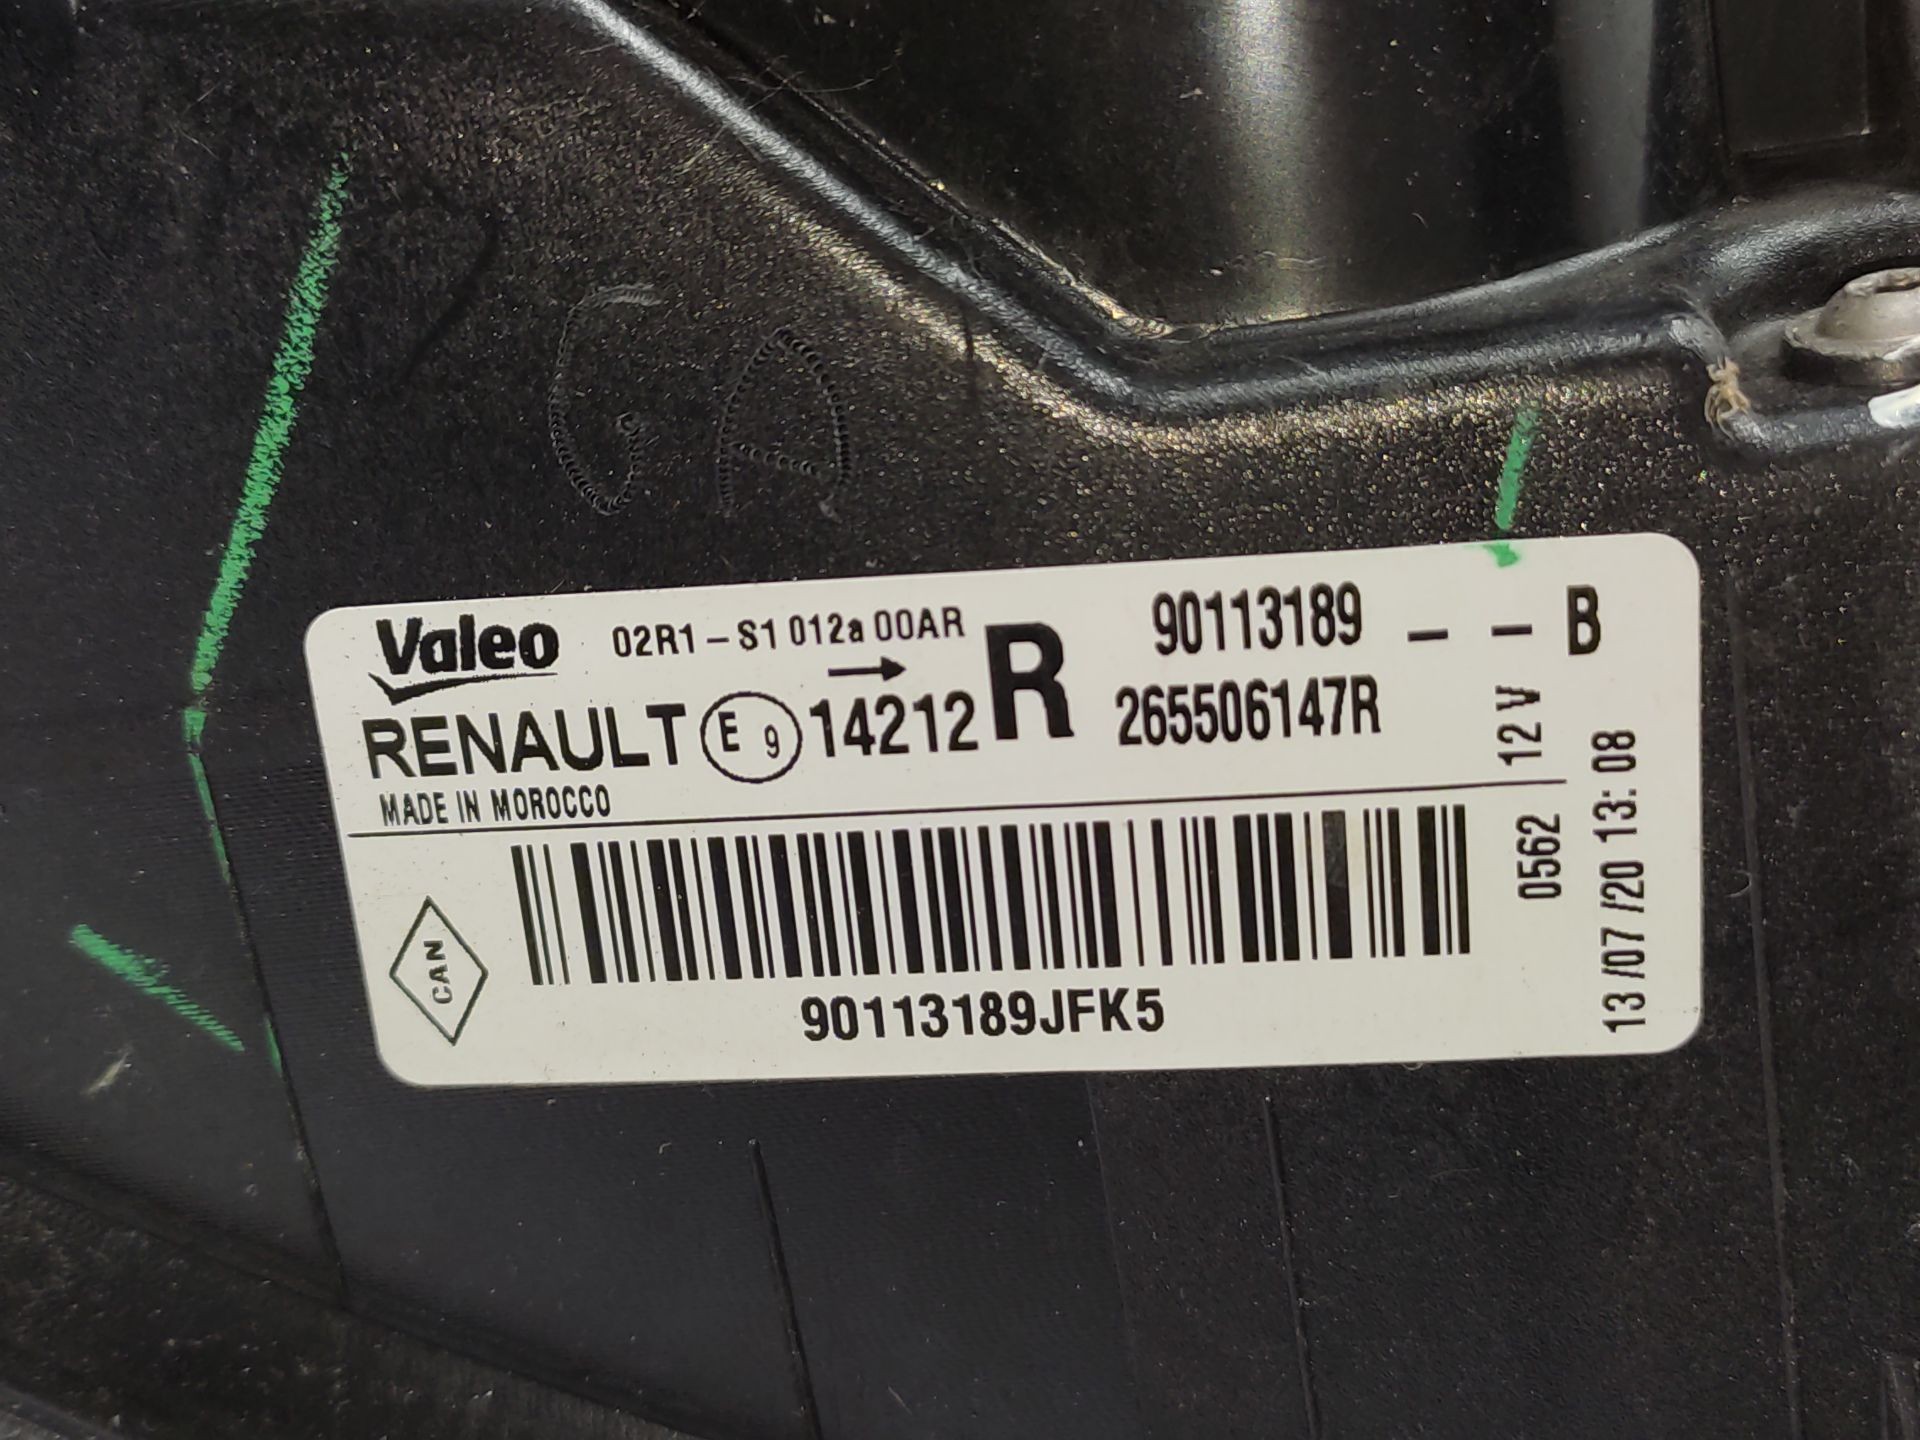 GA
Valeo 02R1-S1 012a 00AR R 90113189 - - B
RENAULT E 9 → 14212 265506147R
MADE IN MOROCCO
0562 | 12 V
13 /07 /20 13: 08
CAN
90113189JFK5